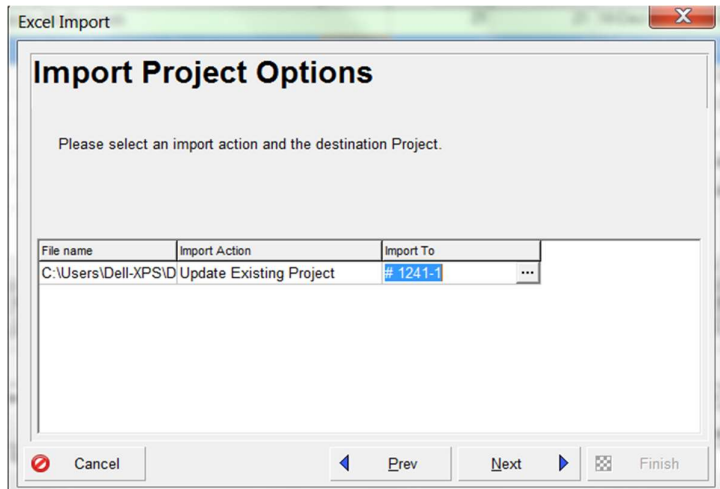 Excel Import
X
Import Project Options
Please select an import action and the destination Project.
File name Import Action Import To
C:\Users\Dell-XPS\D Update Existing Project # 1241-1 ...
Cancel Prev Next Finish